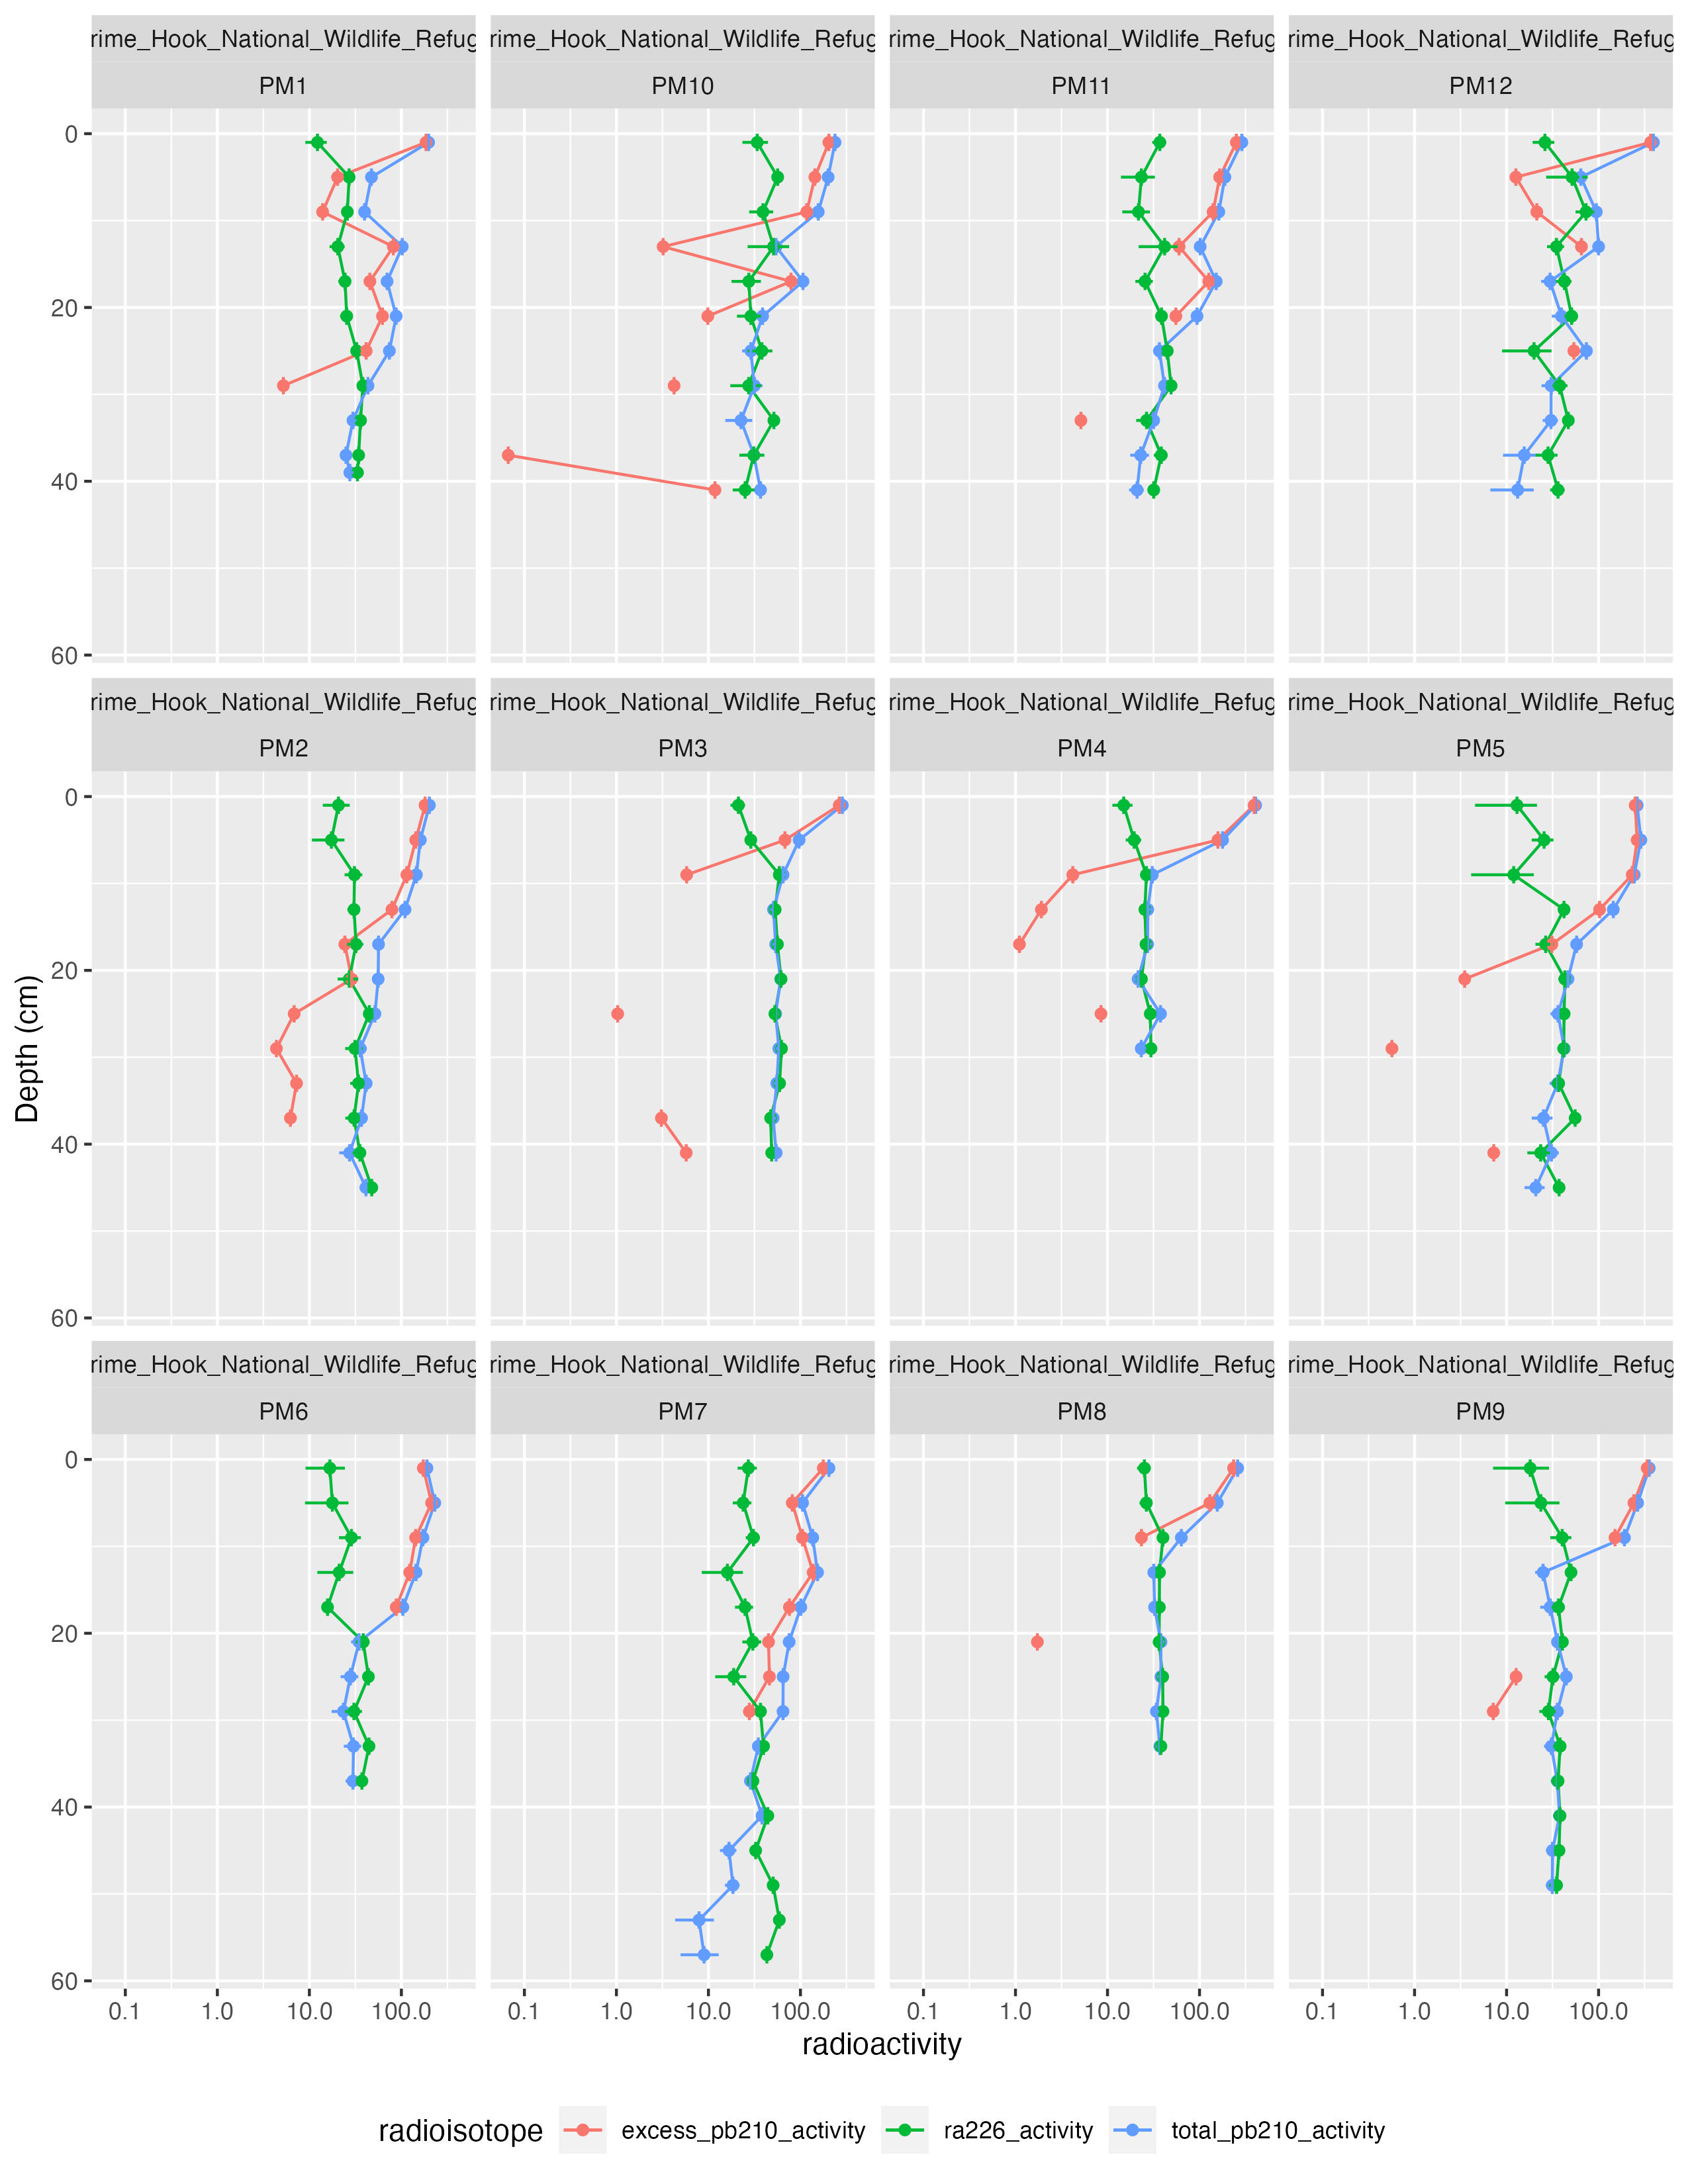 rime_Hook_National_Wildlife_Refug rime_Hook_National_Wildlife_Refug rime_Hook_National_Wildlife_Refug rime_Hook_National_Wildlife_Refug
PM1 PM10 PM11 PM12
0
20
40
60
rime_Hook_National_Wildlife_Refug rime_Hook_National_Wildlife_Refug rime_Hook_National_Wildlife_Refug rime_Hook_National_Wildlife_Refug
PM2 PM3 PM4 PM5
0
20
40
60
Depth (cm)
rime_Hook_National_Wildlife_Refug rime_Hook_National_Wildlife_Refug rime_Hook_National_Wildlife_Refug rime_Hook_National_Wildlife_Refug
PM6 PM7 PM8 PM9
0
20
40
60
0.1 1.0 10.0 100.0 0.1 1.0 10.0 100.0 0.1 1.0 10.0 100.0 0.1 1.0 10.0 100.0
radioactivity
radioisotope excess_pb210_activity ra226_activity total_pb210_activity